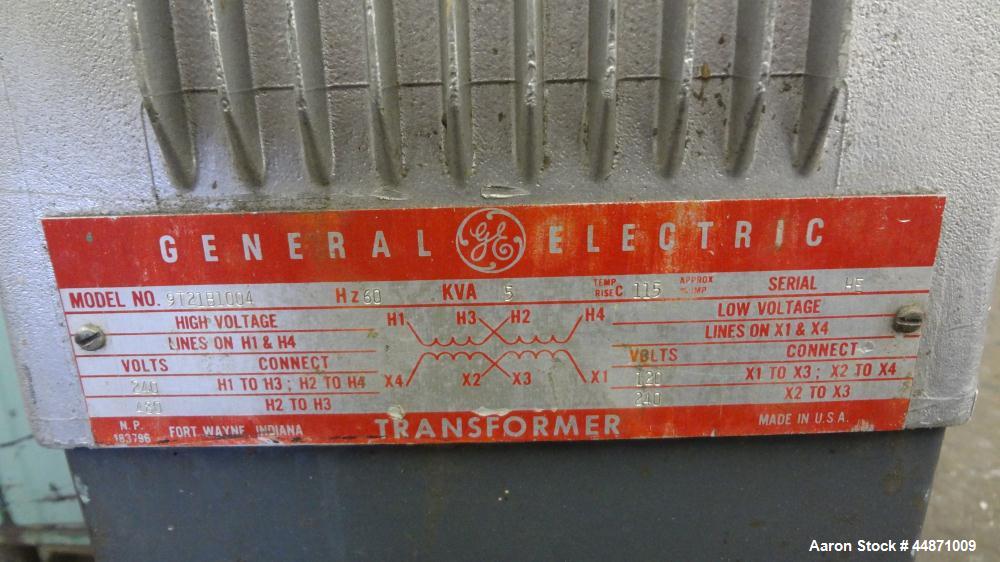 GENERAL GE ELECTRIC
MODEL NO. 9T21B1004 Hz 60 KVA 5 TEMP. RISE C 115 APPROX SERIAL HE
HIGH VOLTAGE
LINES ON H1 & H4
VOLTS CONNECT
240 H1 TO H3 ; H2 TO H4
480 H2 TO H3
H1 H3 H2 H4
X4 X2 X3 X1
LOW VOLTAGE
LINES ON X1 & X4
VOLTS CONNECT
120 X1 TO X3 ; X2 TO X4
240 X2 TO X3
N.P. 183796 FORT WAYNE, INDIANA TRANSFORMER MADE IN U.S.A.
Aaron Stock # 44871009